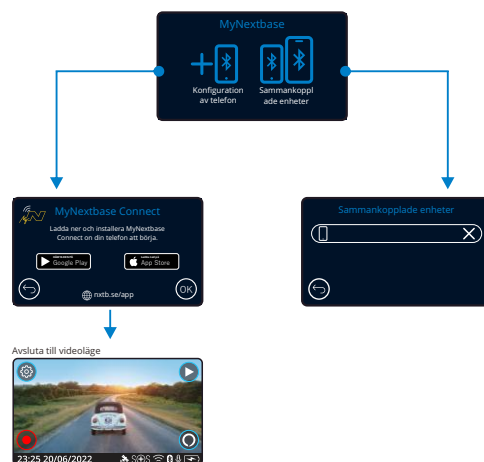 MyNextbase
Konfiguration
av telefon
Sammankoppl
ade enheter
MyNextbase Connect
Ladda ner och installera MyNextbase
Connect on din telefon att börja.
Google Play
App Store
nxtb.se/app
OK
Sammankopplade enheter
Avsluta till videoläge
23:25 20/06/2022
SOS